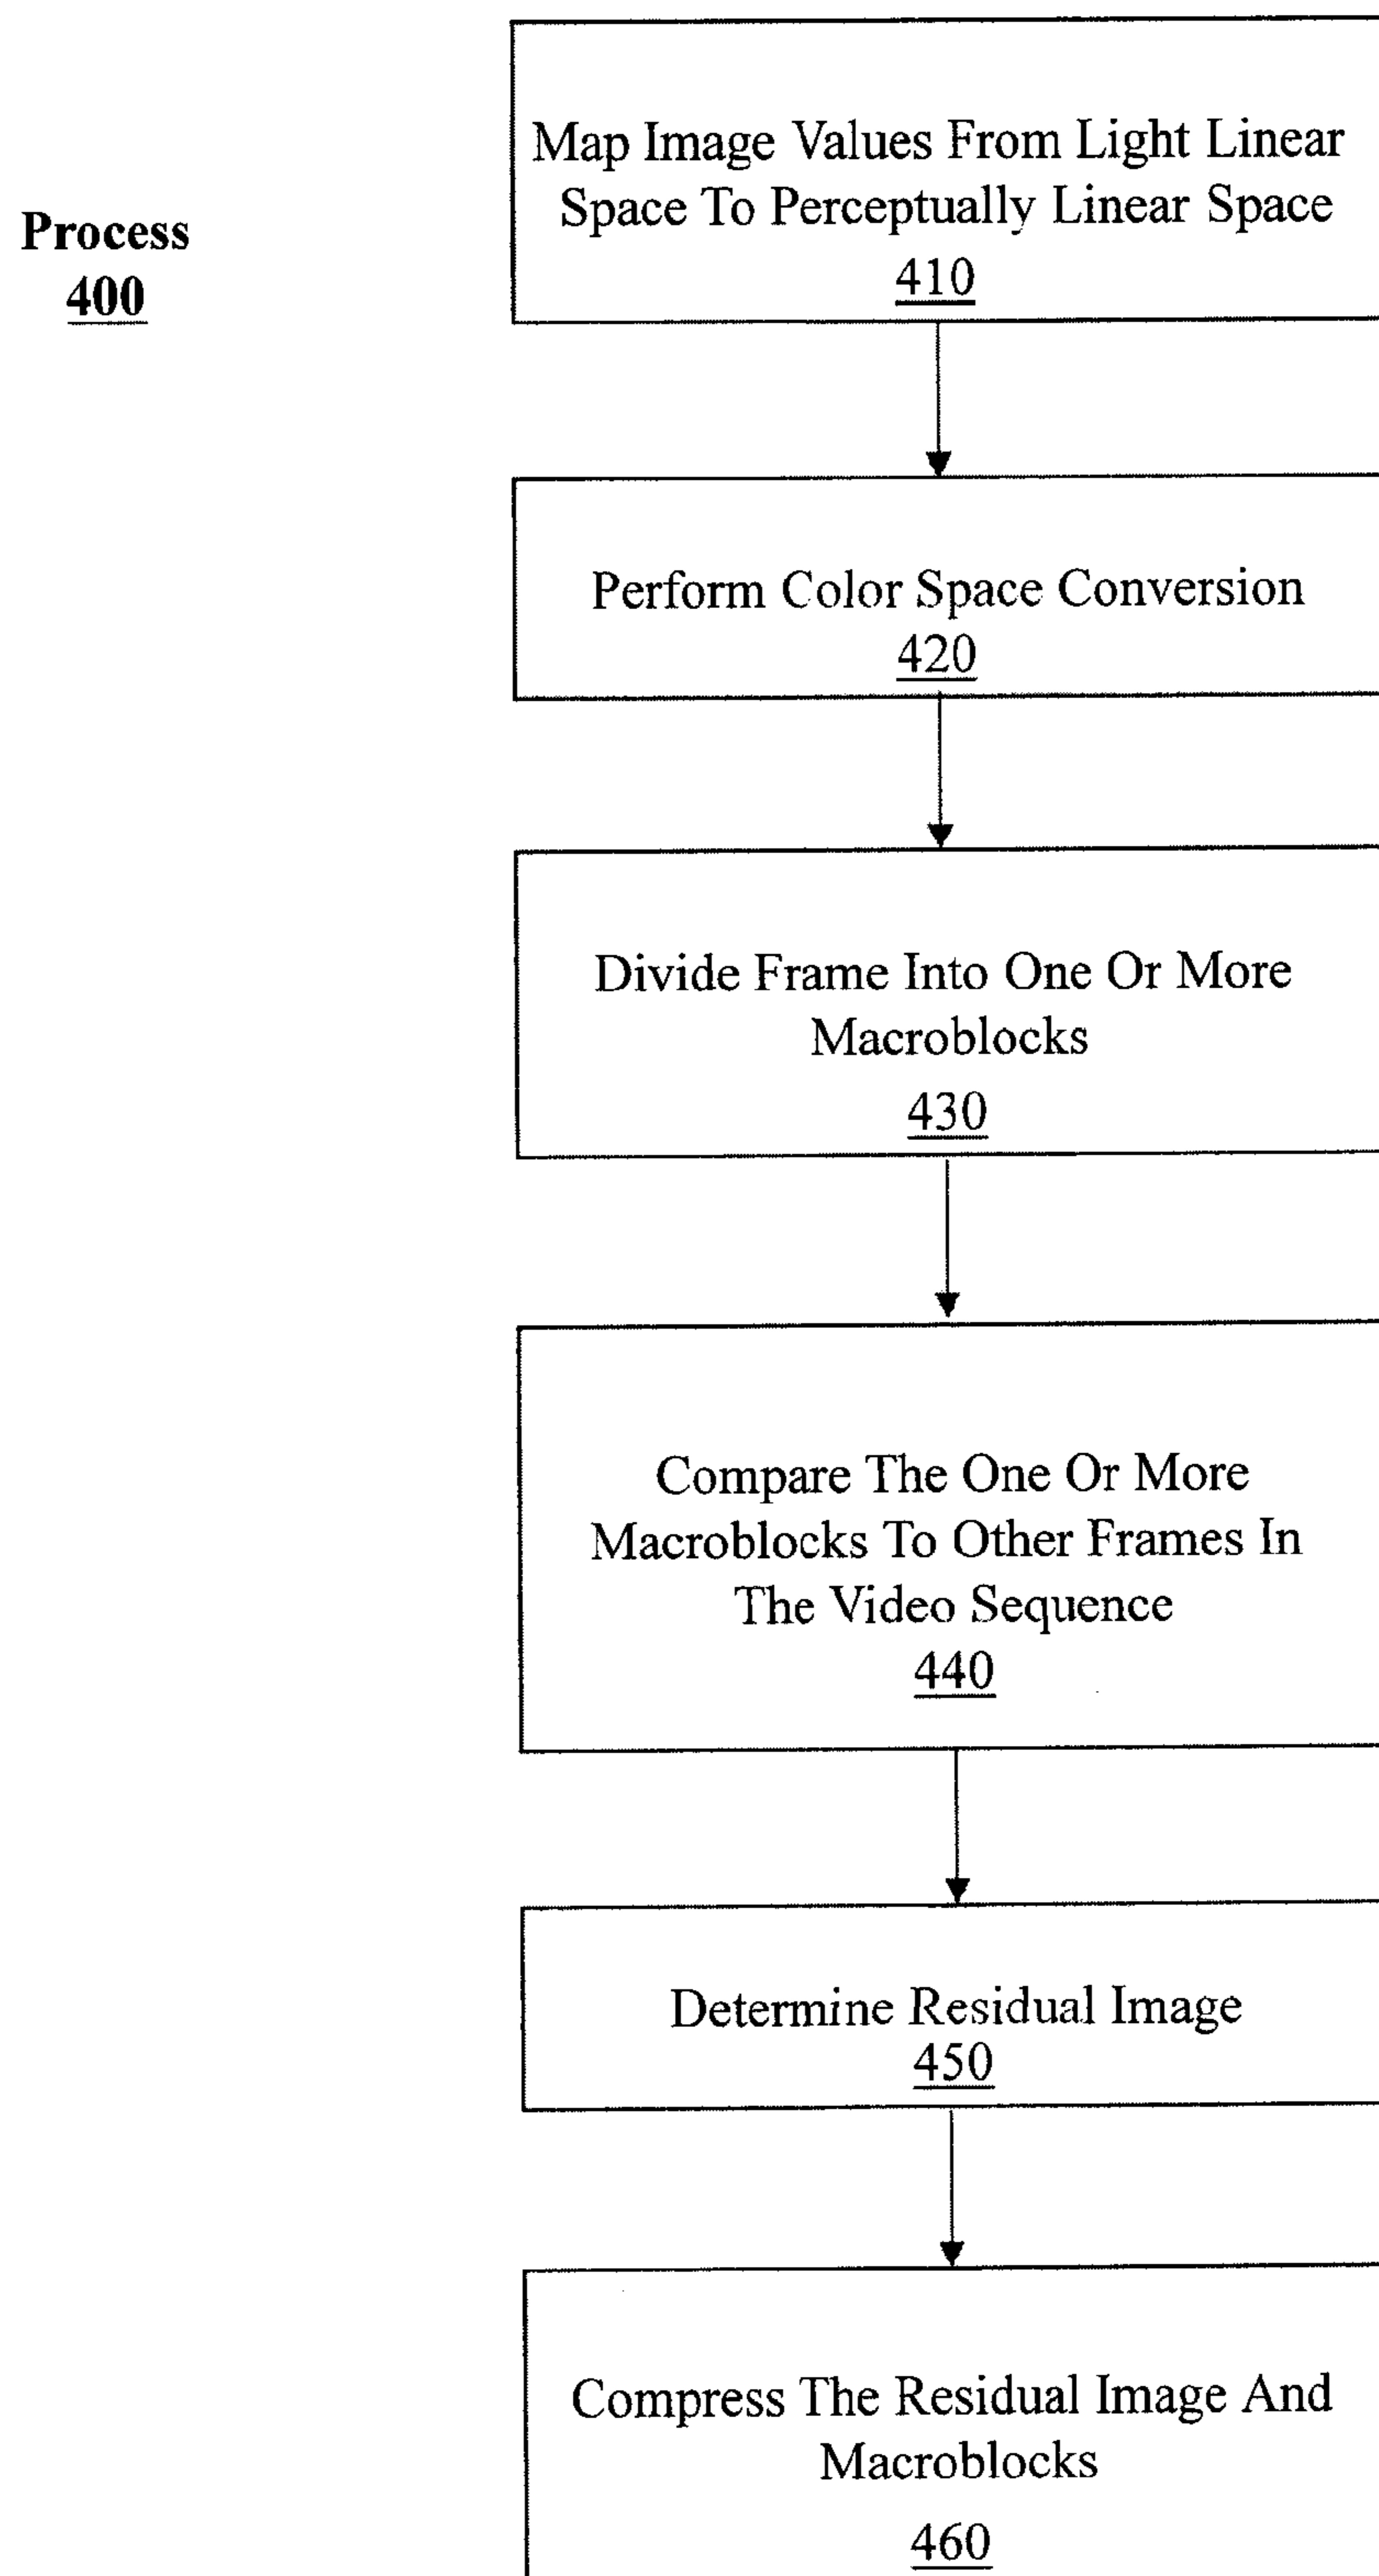 Process
400
Map Image Values From Light Linear
Space To Perceptually Linear Space
410
Perform Color Space Conversion
420
Divide Frame Into One Or More
Macroblocks
430
Compare The One Or More
Macroblocks To Other Frames In
The Video Sequence
440
Determine Residual Image
450
Compress The Residual Image And
Macroblocks
460